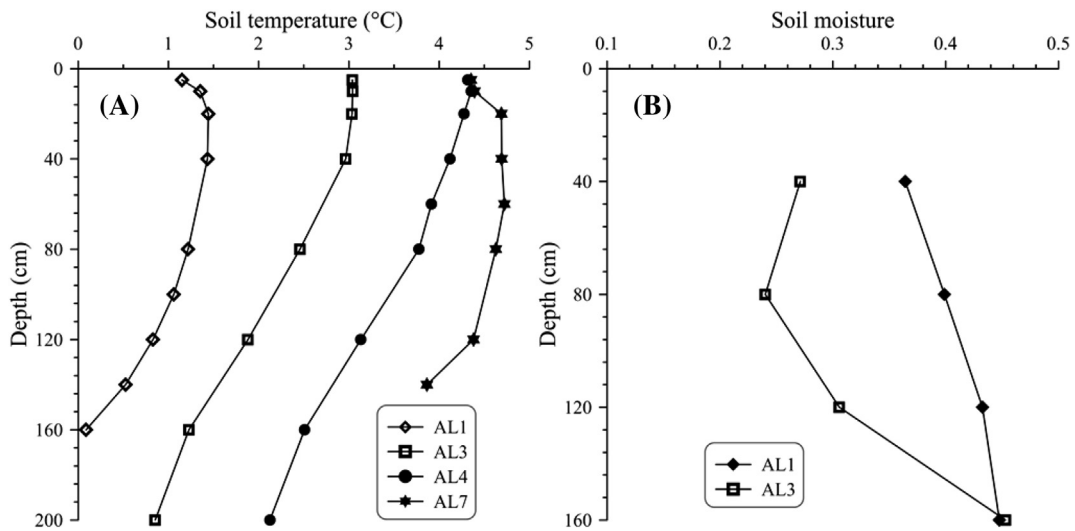 Soil temperature (°C)
0 1 2 3 4 5
0
40
80
120
160
200
Depth (cm)
(A)
AL1
AL3
AL4
AL7
Soil moisture
0.1 0.2 0.3 0.4 0.5
0
40
80
120
160
Depth (cm)
(B)
AL1
AL3